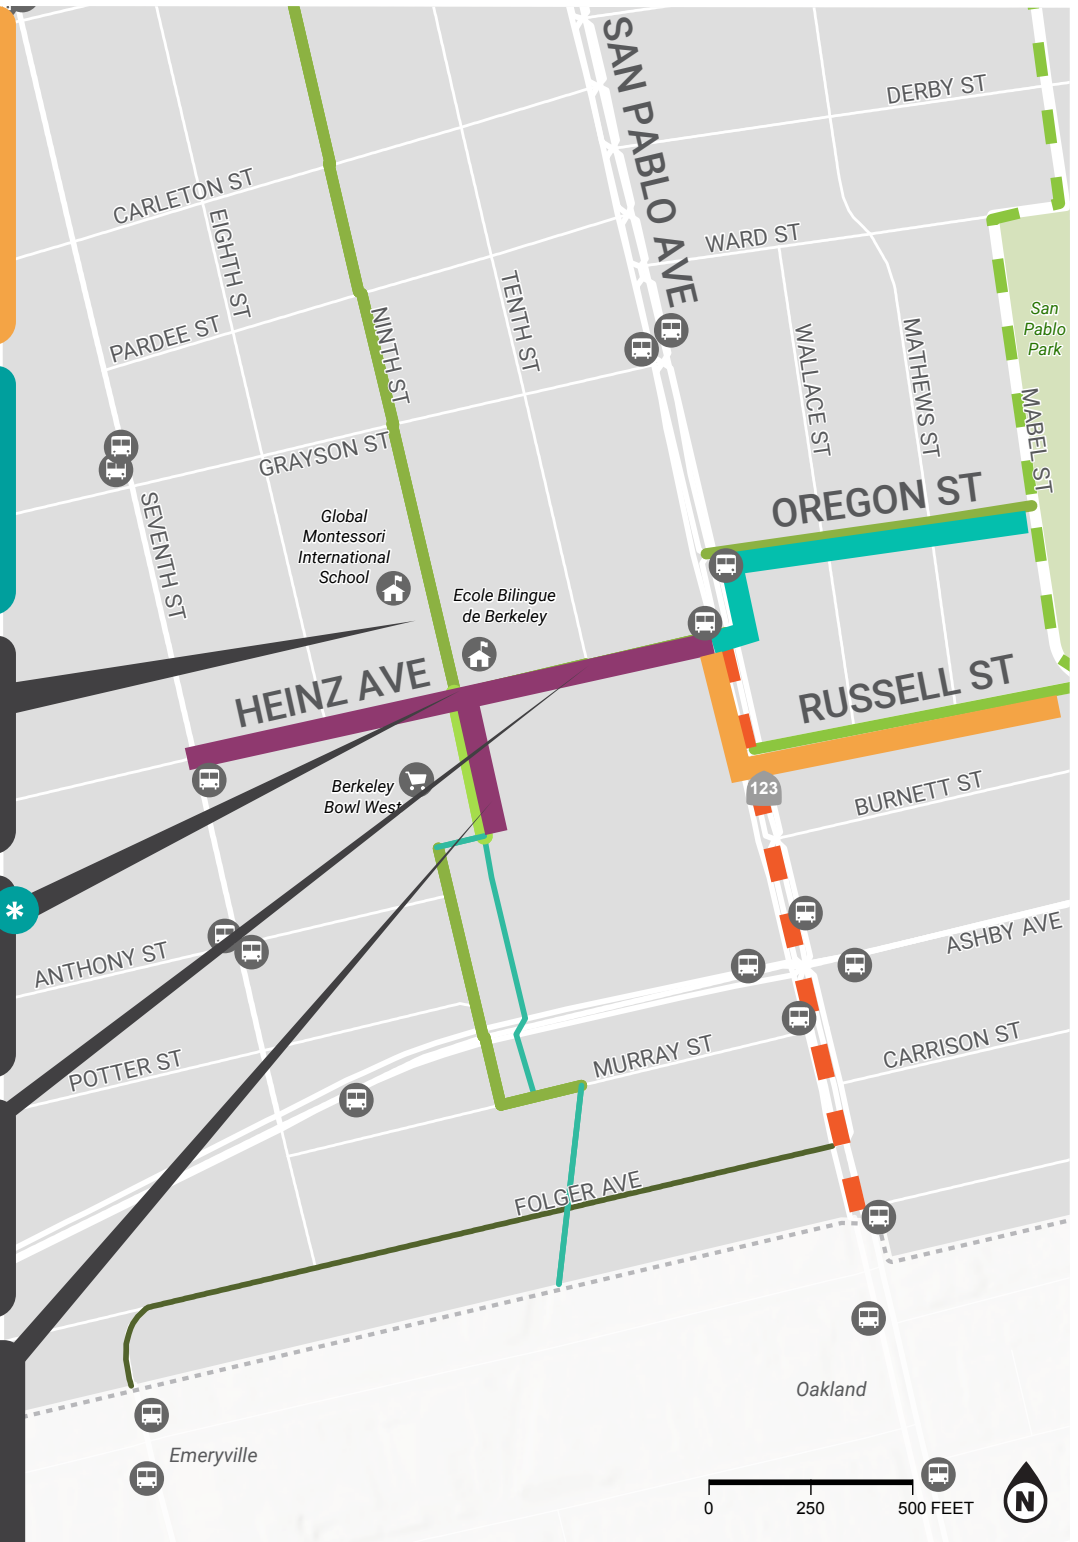 SAN PABLO AVE
DERBY ST
CARLETON ST
EIGHTH ST
WARD ST
TENTH ST
NINTH ST
PARDEE ST
San
Pablo
Park
WALLACE ST
MATHEWS ST
MABEL ST
GRAYSON ST
OREGON ST
SEVENTH ST
Global
Montessori
International
School
Ecole Bilingue
de Berkeley
HEINZ AVE
RUSSELL ST
Berkeley
Bowl West
123
BURNETT ST
*
ANTHONY ST
ASHBY AVE
POTTER ST
MURRAY ST
CARRISON ST
FOLGER AVE
Oakland
Emeryville
0 250 500 FEET
N